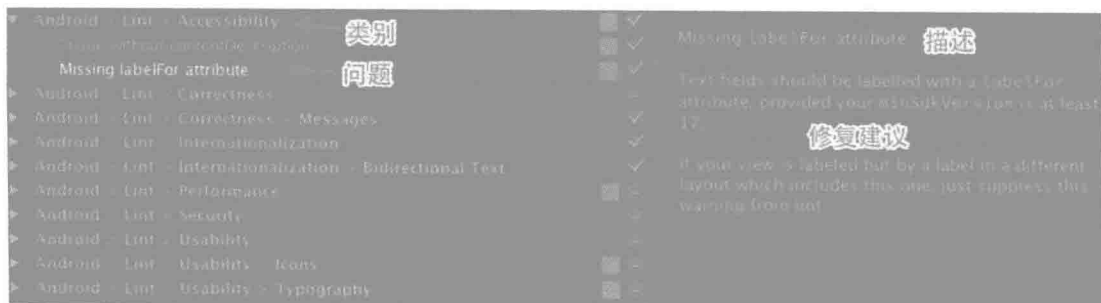 Android > Lint > Accessibility
类别
Image without contentDescription
Missing labelFor attribute
问题
Android > Lint > Correctness
Android > Lint > Correctness > Messages
Android > Lint > Internationalization
Android > Lint > Internationalization > Bidirectional Text
Android > Lint > Performance
Android > Lint > Security
Android > Lint > Usability
Android > Lint > Usability > Icons
Android > Lint > Usability > Typography
Missing labelFor attribute
描述
Text fields should be labelled with a labelFor
attribute, provided your minSdkVersion is at least
17.
修复建议
If your view is labeled but by a label in a different
layout which includes this one, just suppress this
warning from lint.